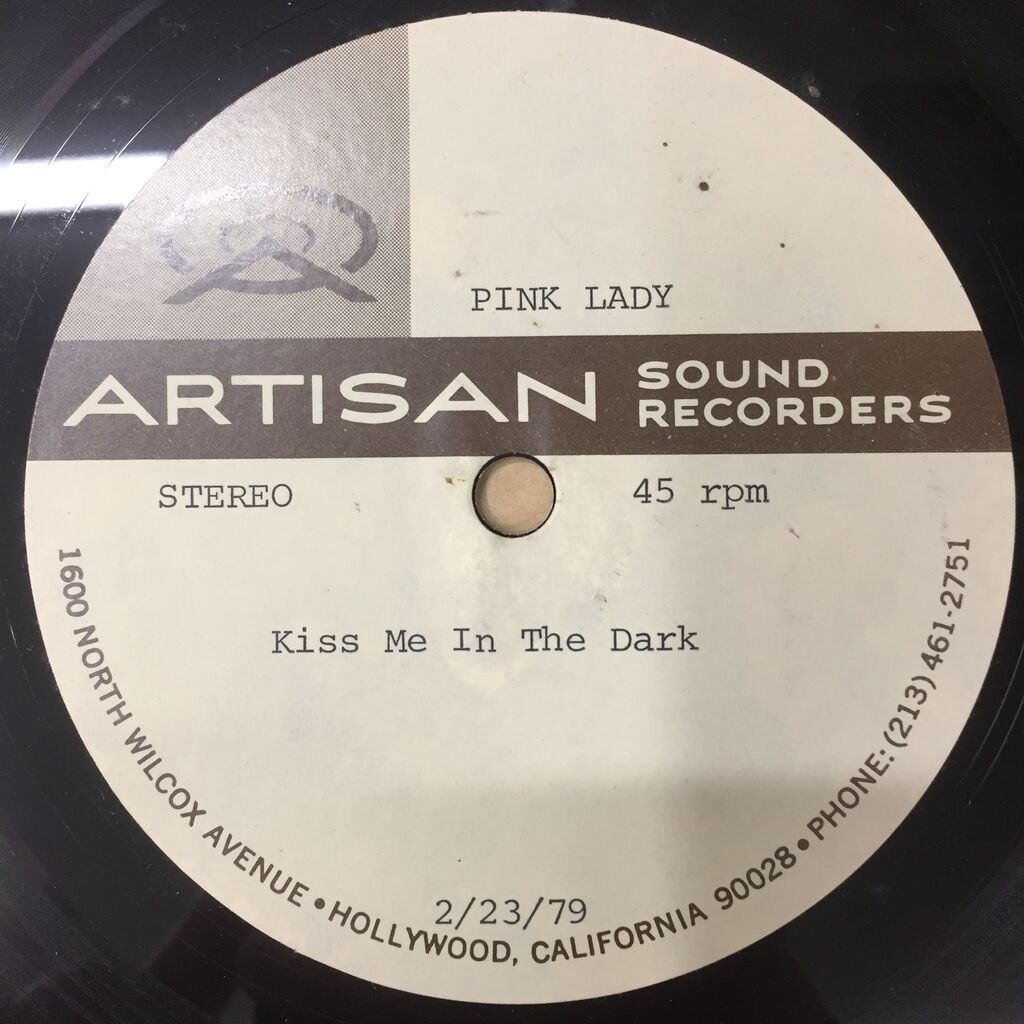 PINK LADY
ARTISAN SOUND RECORDERS
STEREO 45 rpm
Kiss Me In The Dark
2/23/79
1600 NORTH WILCOX AVENUE • HOLLYWOOD, CALIFORNIA 90028 • PHONE: (213) 461-2751